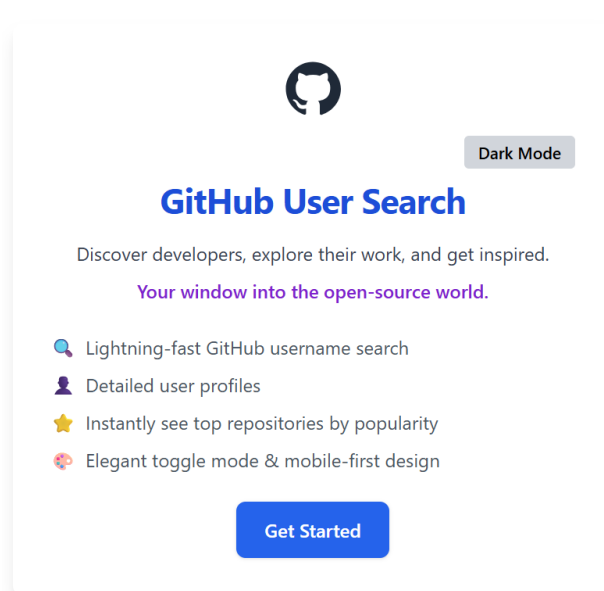 Dark Mode
GitHub User Search
Discover developers, explore their work, and get inspired.
Your window into the open-source world.
Lightning-fast GitHub username search
Detailed user profiles
Instantly see top repositories by popularity
Elegant toggle mode & mobile-first design
Get Started